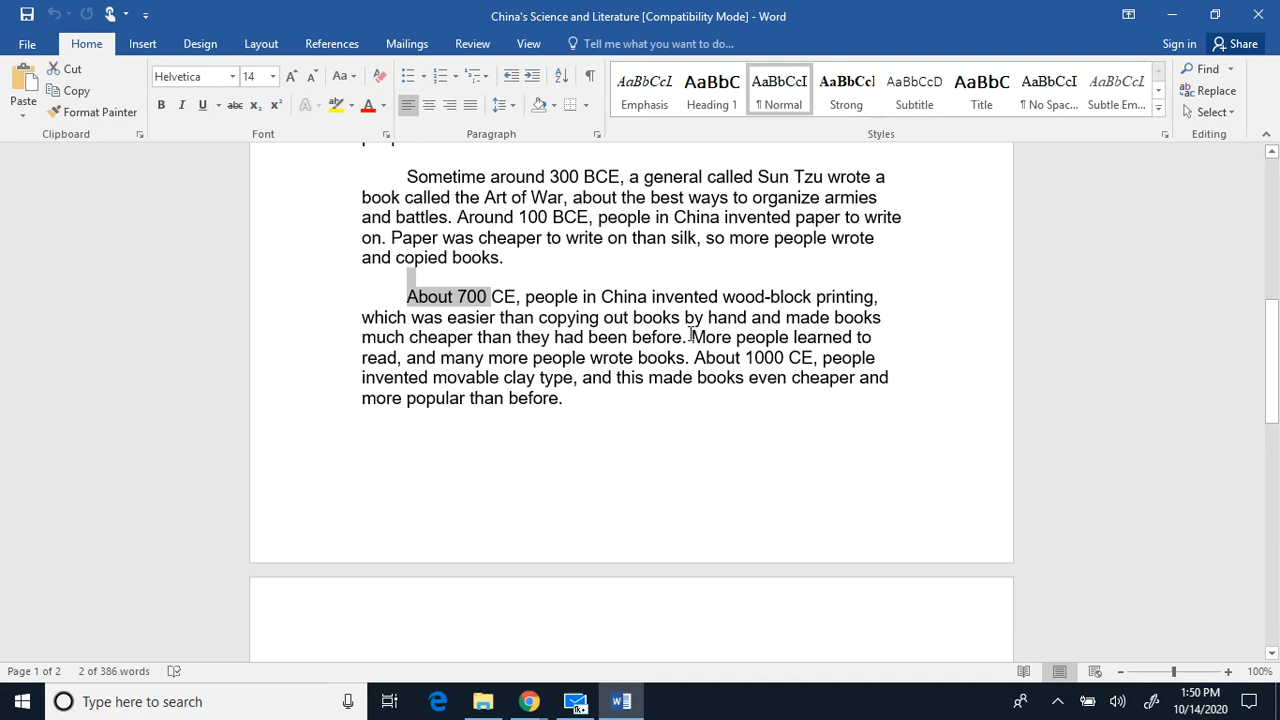 China's Science and Literature [Compatibility Mode] - Word
File Home Insert Design Layout References Mailings Review View Tell me what you want to do... Sign in Share
Paste
Cut
Copy
Format Painter
Clipboard
Helvetica 14
Font
Paragraph
AaBbCcI AaBbC AaBbCcI AaBbCcI AaBbCcD AaBbC AaBbCcI AaBbCcI
Emphasis Heading 1 ¶ Normal Strong Subtitle Title ¶ No Spac... Subtle Em...
Styles
Find
Replace
Select
Editing
Sometime around 300 BCE, a general called Sun Tzu wrote a
book called the Art of War, about the best ways to organize armies
and battles. Around 100 BCE, people in China invented paper to write
on. Paper was cheaper to write on than silk, so more people wrote
and copied books.
About 700 CE, people in China invented wood-block printing,
which was easier than copying out books by hand and made books
much cheaper than they had been before. More people learned to
read, and many more people wrote books. About 1000 CE, people
invented movable clay type, and this made books even cheaper and
more popular than before.
Page 1 of 2 2 of 386 words 100%
Type here to search
1:50 PM
10/14/2020